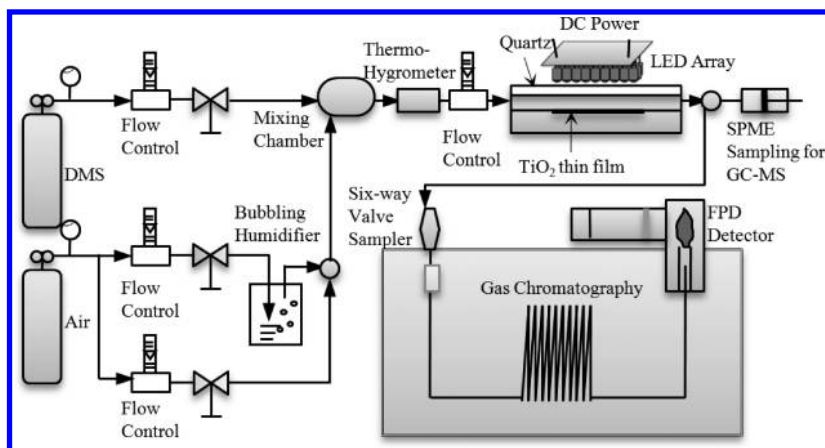 DC Power
Thermo-
Hygrometer
Quartz
LED Array
Flow
Control
Mixing
Chamber
Flow
Control
TiO₂ thin film
SPME
Sampling for
GC-MS
DMS
Bubbling
Humidifier
Six-way
Valve
Sampler
FPD
Detector
Flow
Control
Gas Chromatography
Air
Flow
Control